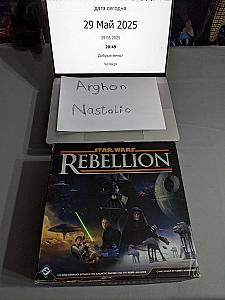 дата сегодня
29 Май 2025
29.05.2025
20:49
Добрый вечер!
Четверг
Arghon
Nastolio
STAR WARS
REBELLION